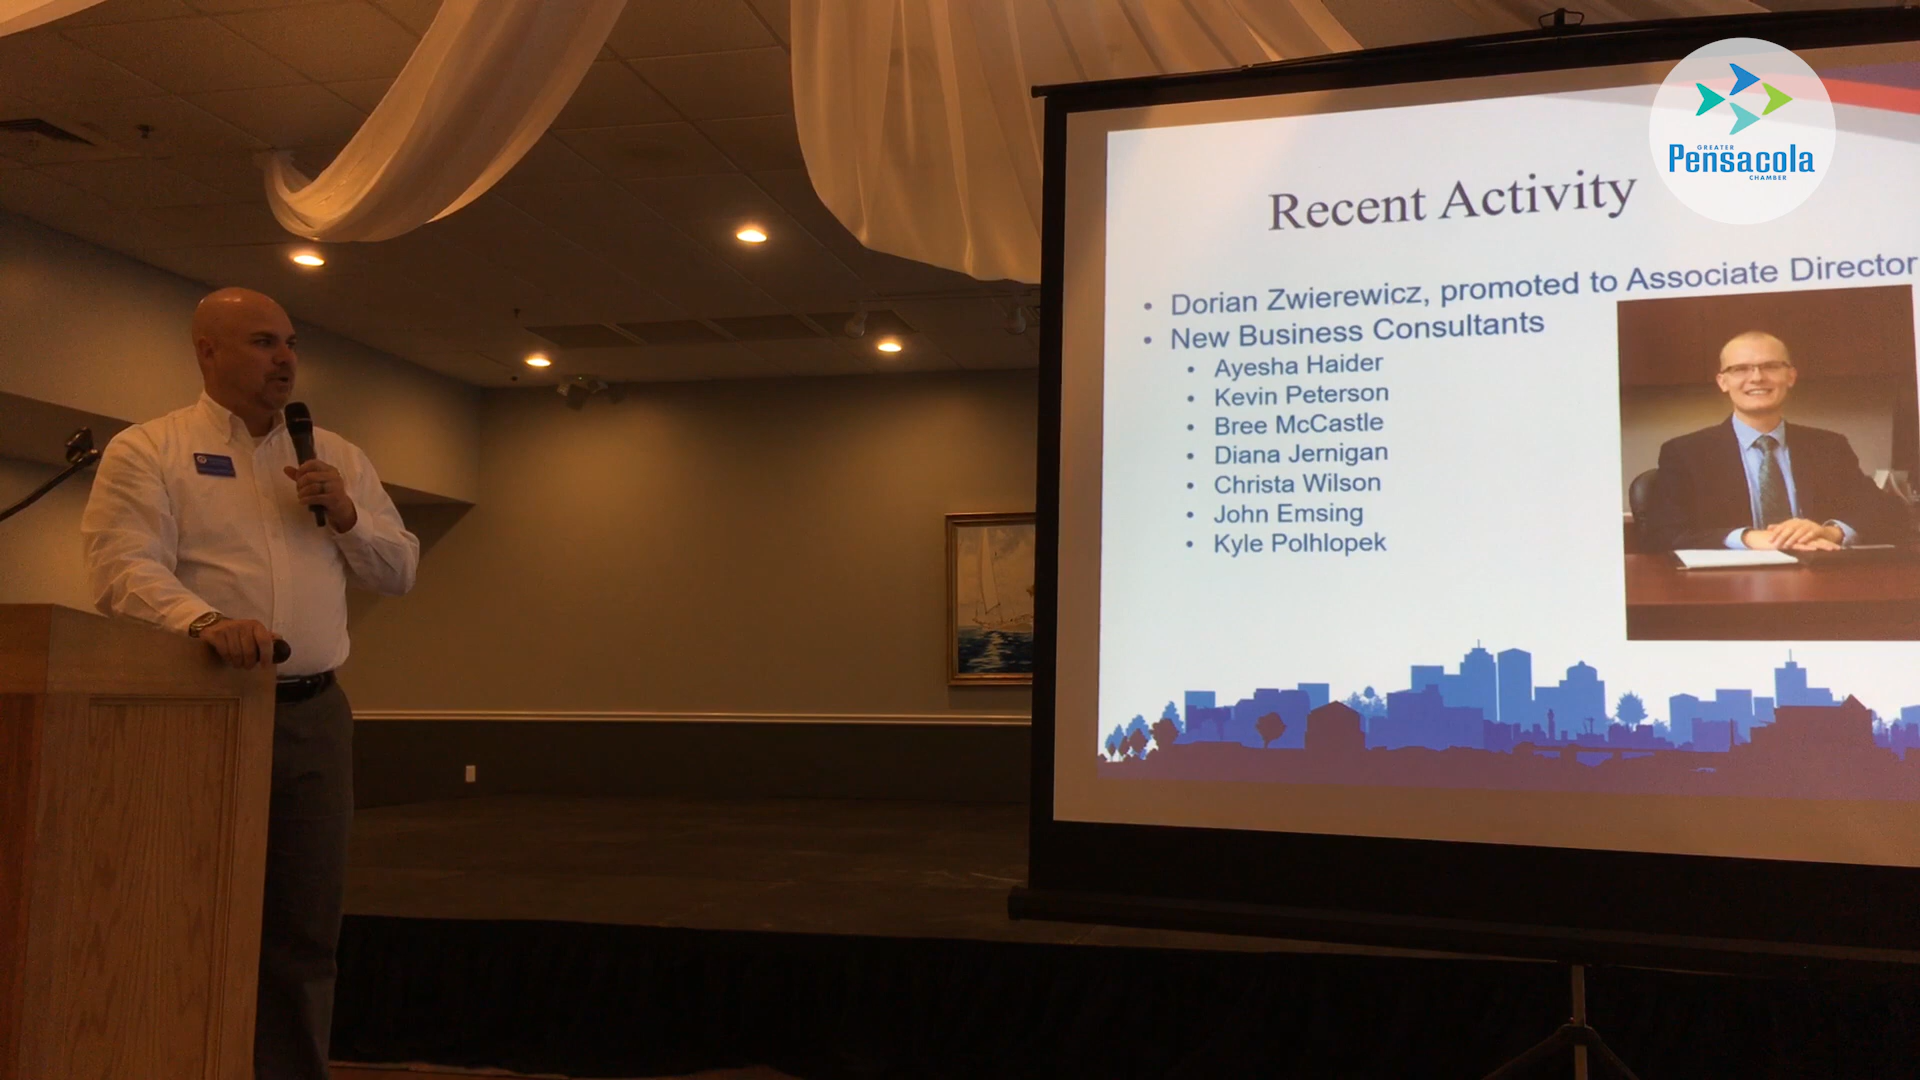 GREATER
Pensacola
CHAMBER
Recent Activity
• Dorian Zwierewicz, promoted to Associate Director
• New Business Consultants
• Ayesha Haider
• Kevin Peterson
• Bree McCastle
• Diana Jernigan
• Christa Wilson
• John Emsing
• Kyle Polhlopek